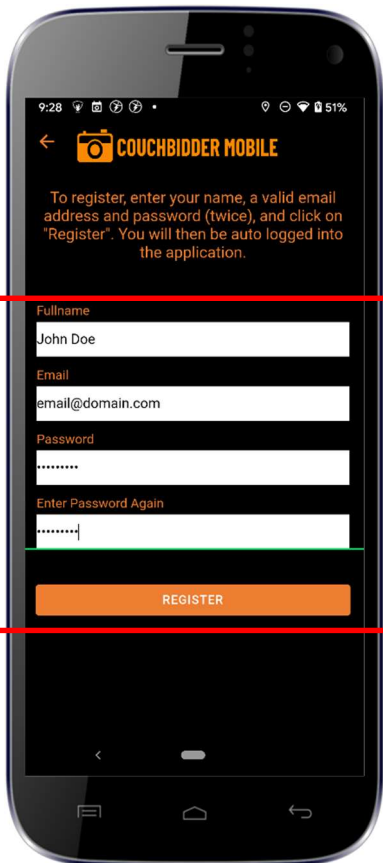 9:28 51%
COUCHBIDDER MOBILE
To register, enter your name, a valid email
address and password (twice), and click on
"Register". You will then be auto logged into
the application.
Fullname
John Doe
Email
email@domain.com
Password
•••••••••
Enter Password Again
•••••••••
REGISTER